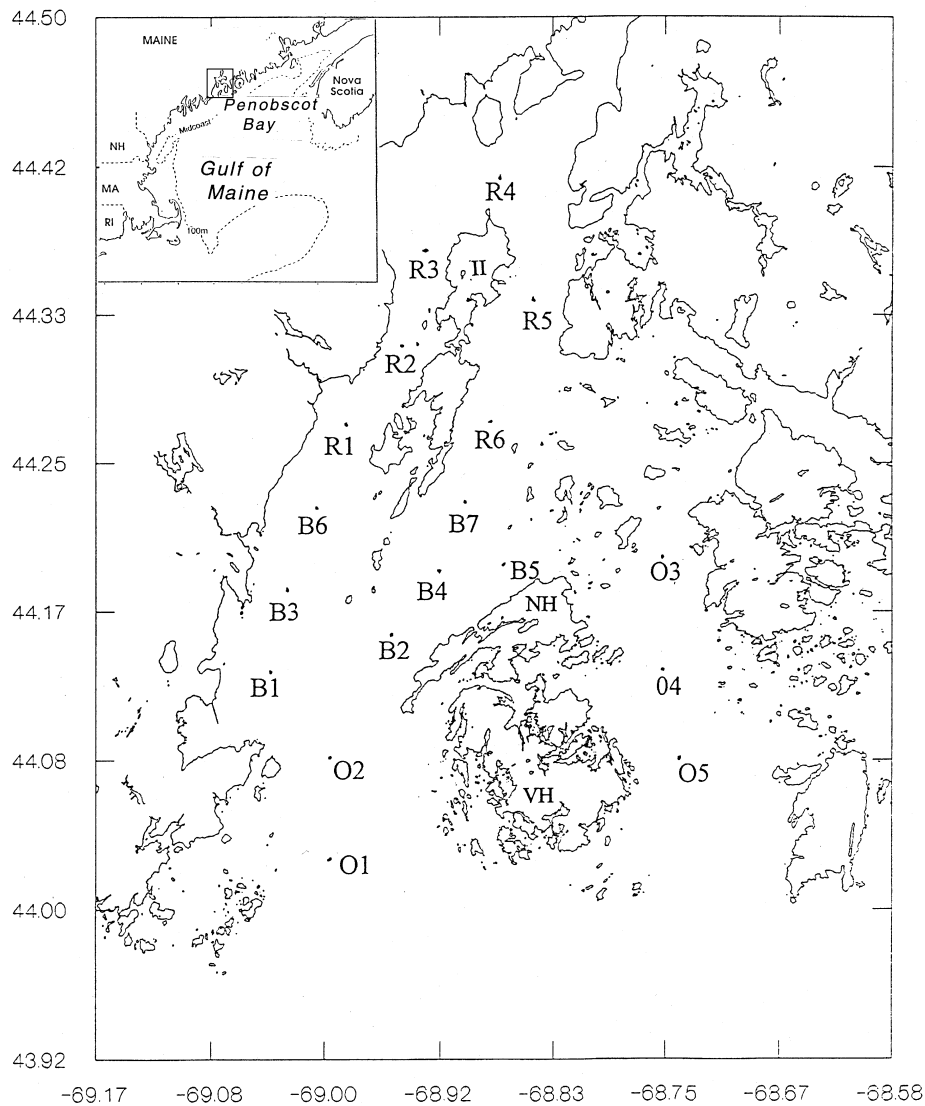 44.50
MAINE
Nova
Scotia
Penobscot
Bay
Midcoast
Gulf of
Maine
NH
MA
RI
100m
44.42
R4
R3
II
44.33
R5
R2
R1
R6
44.25
B6
B7
B5
O3
B4
44.17
B3
NH
B2
B1
04
44.08
O2
O5
VH
O1
44.00
43.92
-69.17
-69.08
-69.00
-68.92
-68.83
-68.75
-68.67
-68.58